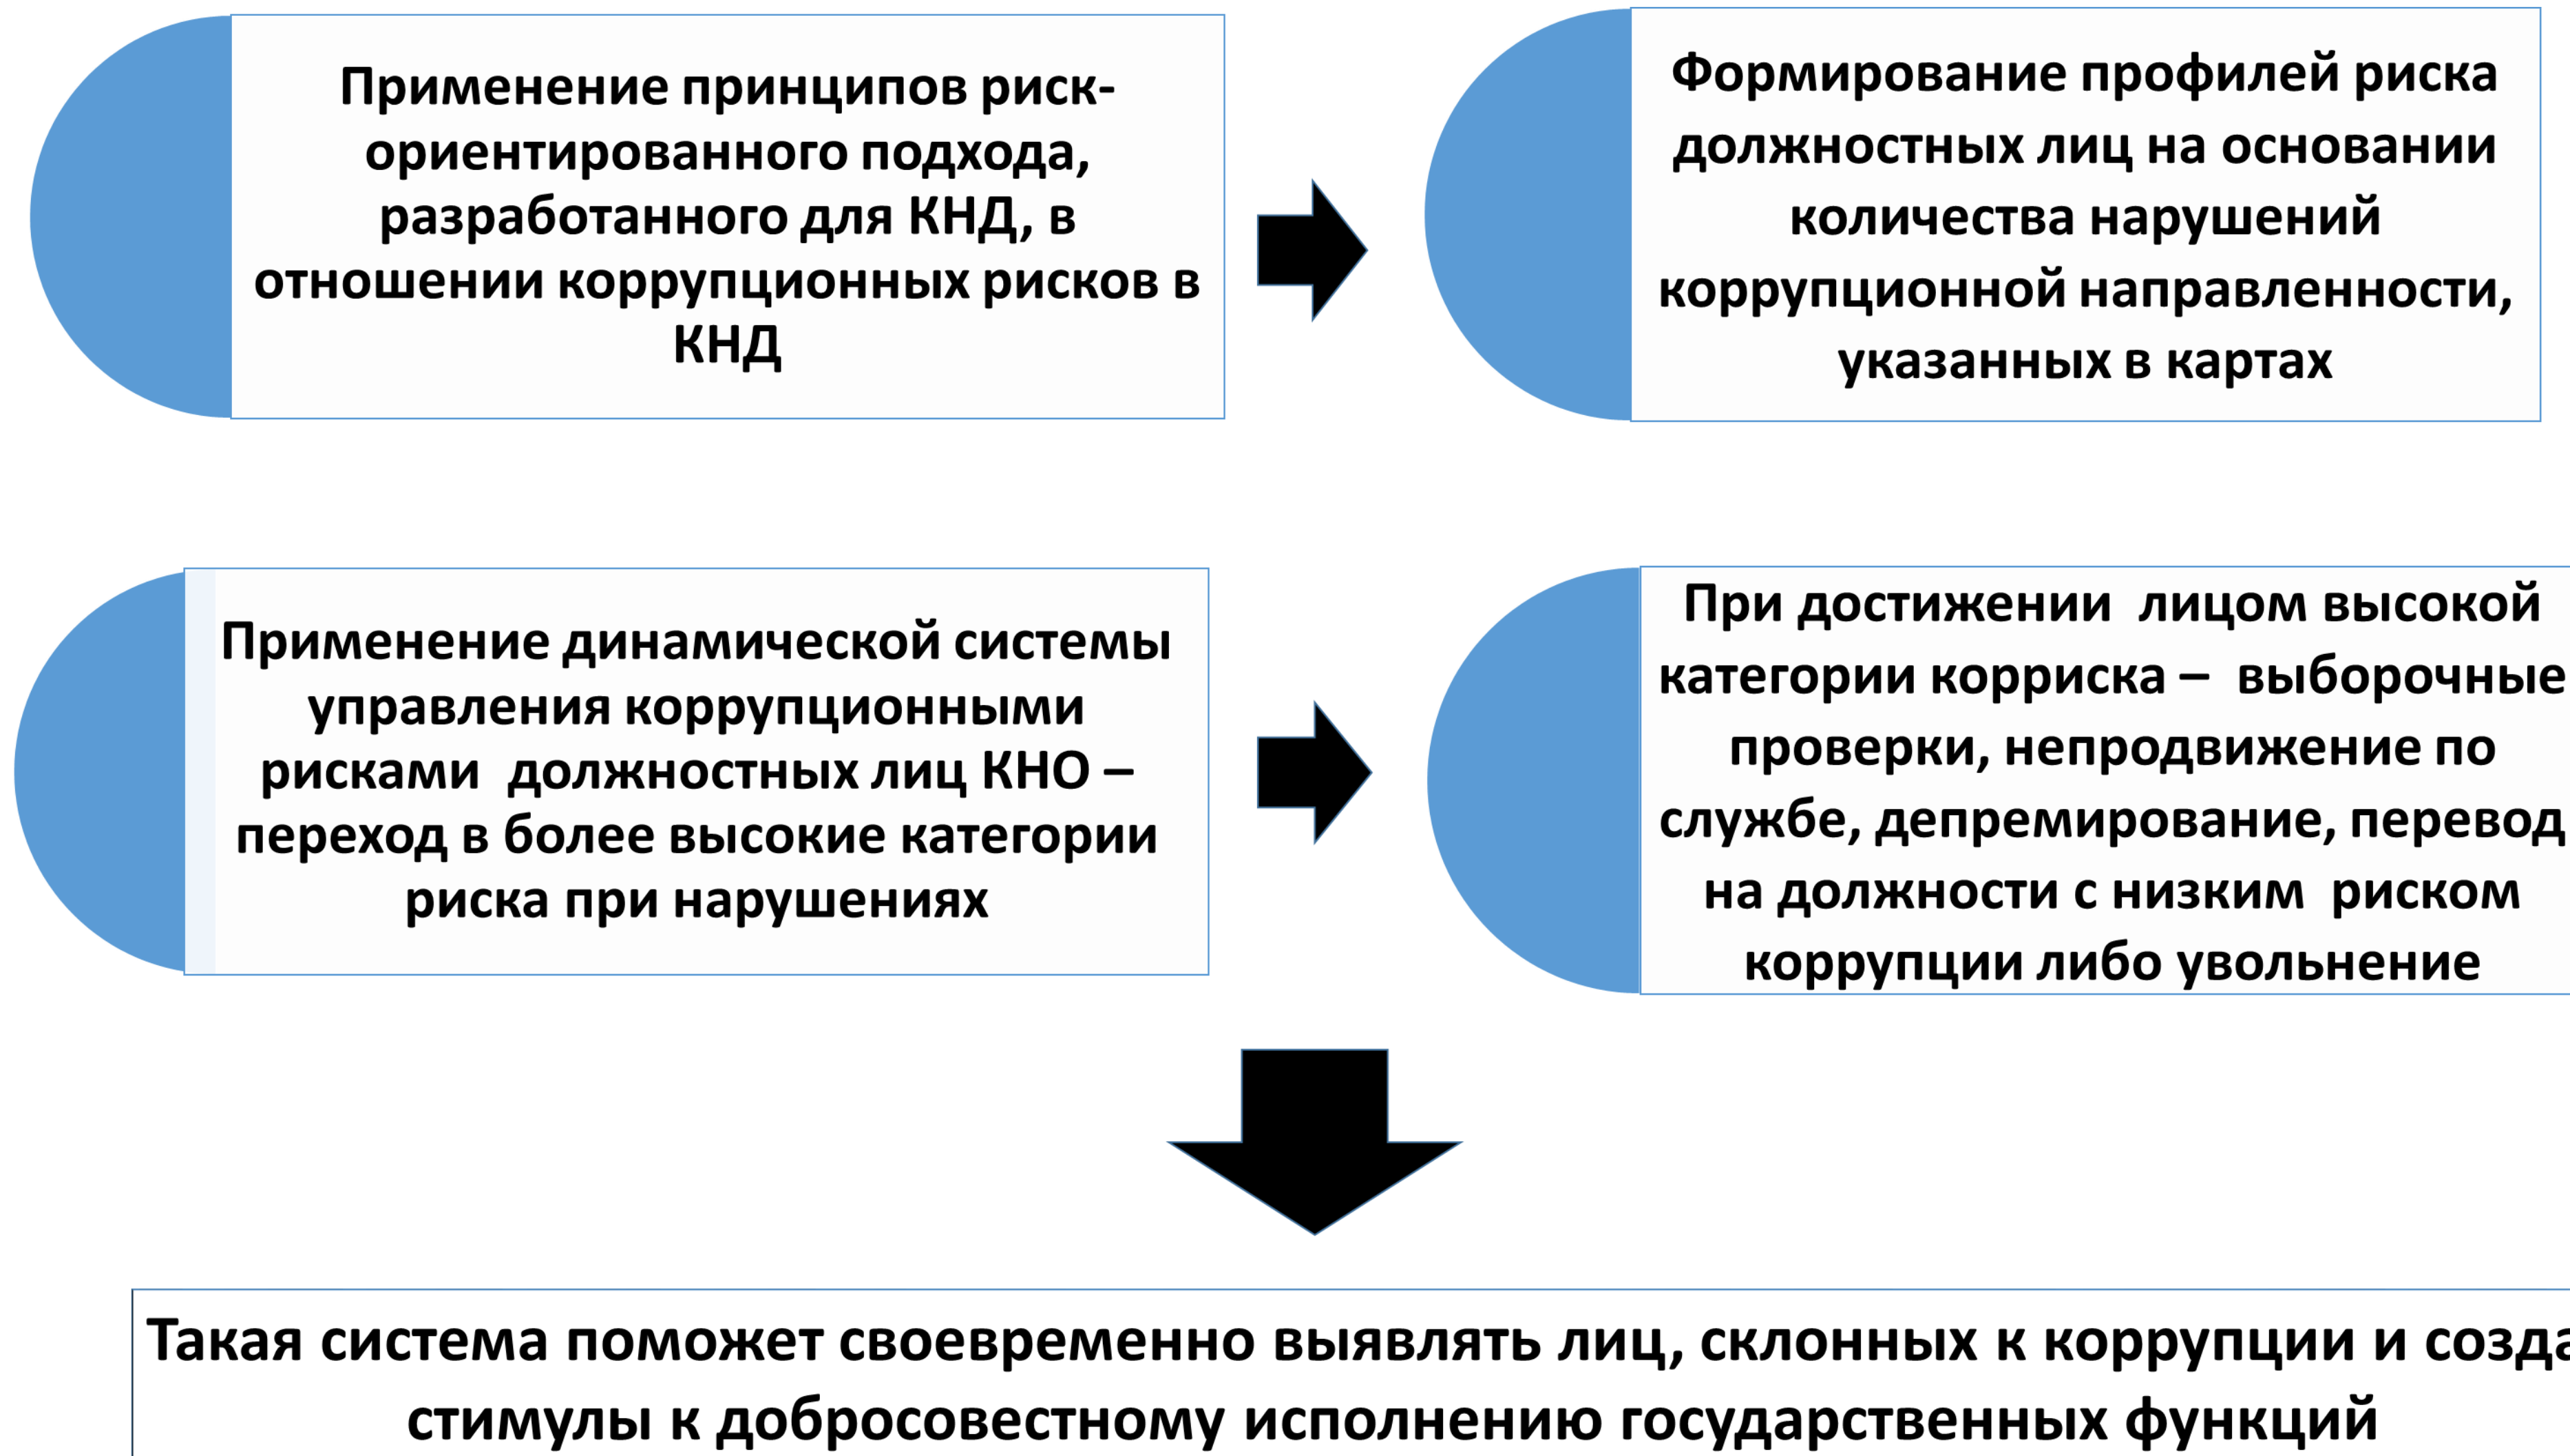 Применение принципов риск-
ориентированного подхода,
разработанного для КНД, в
отношении коррупционных рисков в
КНД
Формирование профилей риска
должностных лиц на основании
количества нарушений
коррупционной направленности,
указанных в картах
Применение динамической системы
управления коррупционными
рисками должностных лиц КНО –
переход в более высокие категории
риска при нарушениях
При достижении лицом высокой
категории корриска – выборочные
проверки, непродвижение по
службе, депремирование, перевод
на должности с низким риском
коррупции либо увольнение
Такая система поможет своевременно выявлять лиц, склонных к коррупции и
стимулы к добросовестному исполнению государственных функций